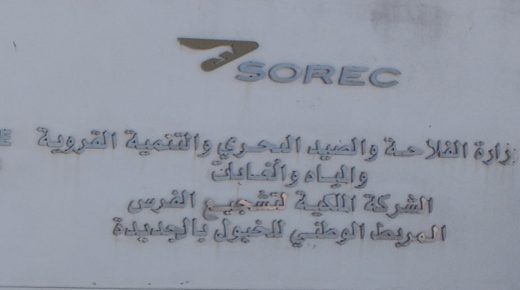 SOREC
وزارة الفلاحة والصيد البحري والتنمية القروية
والمياه والغابات
الشركة الملكية لتشجيع الفرس
المربط الوطني للخيول بالجديدة